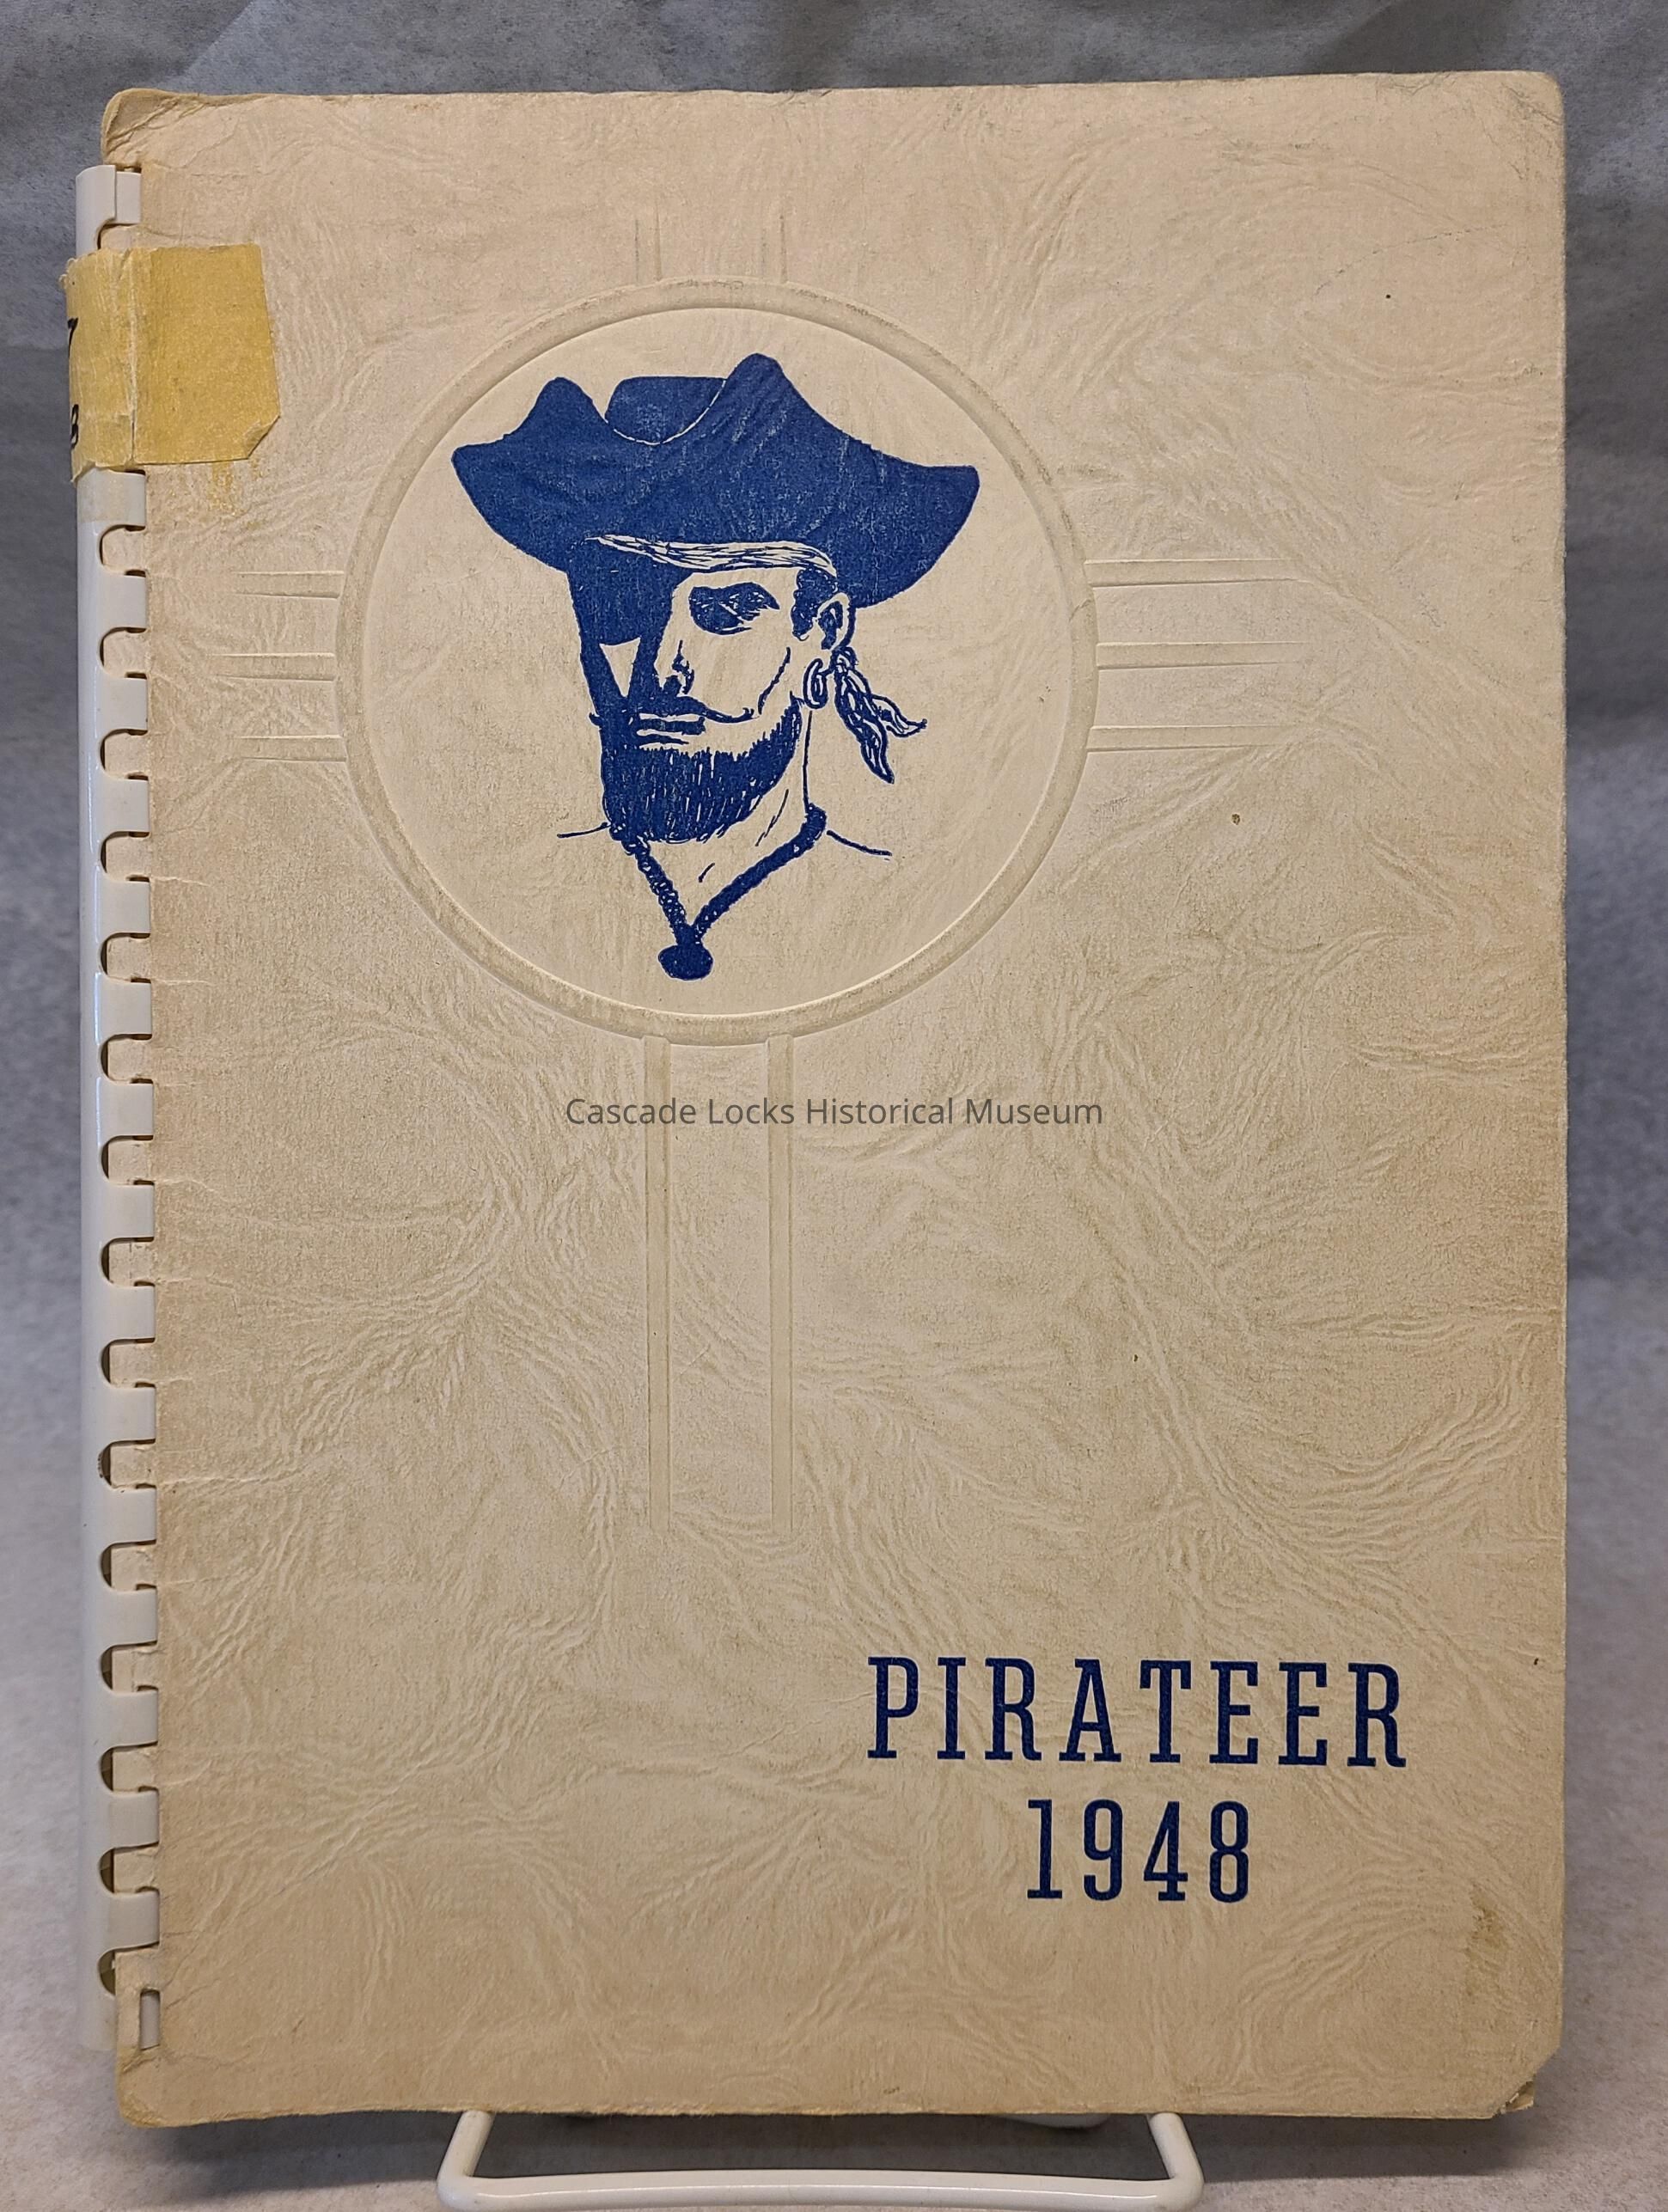 Cascade Locks Historical Museum
PIRATEER
1948